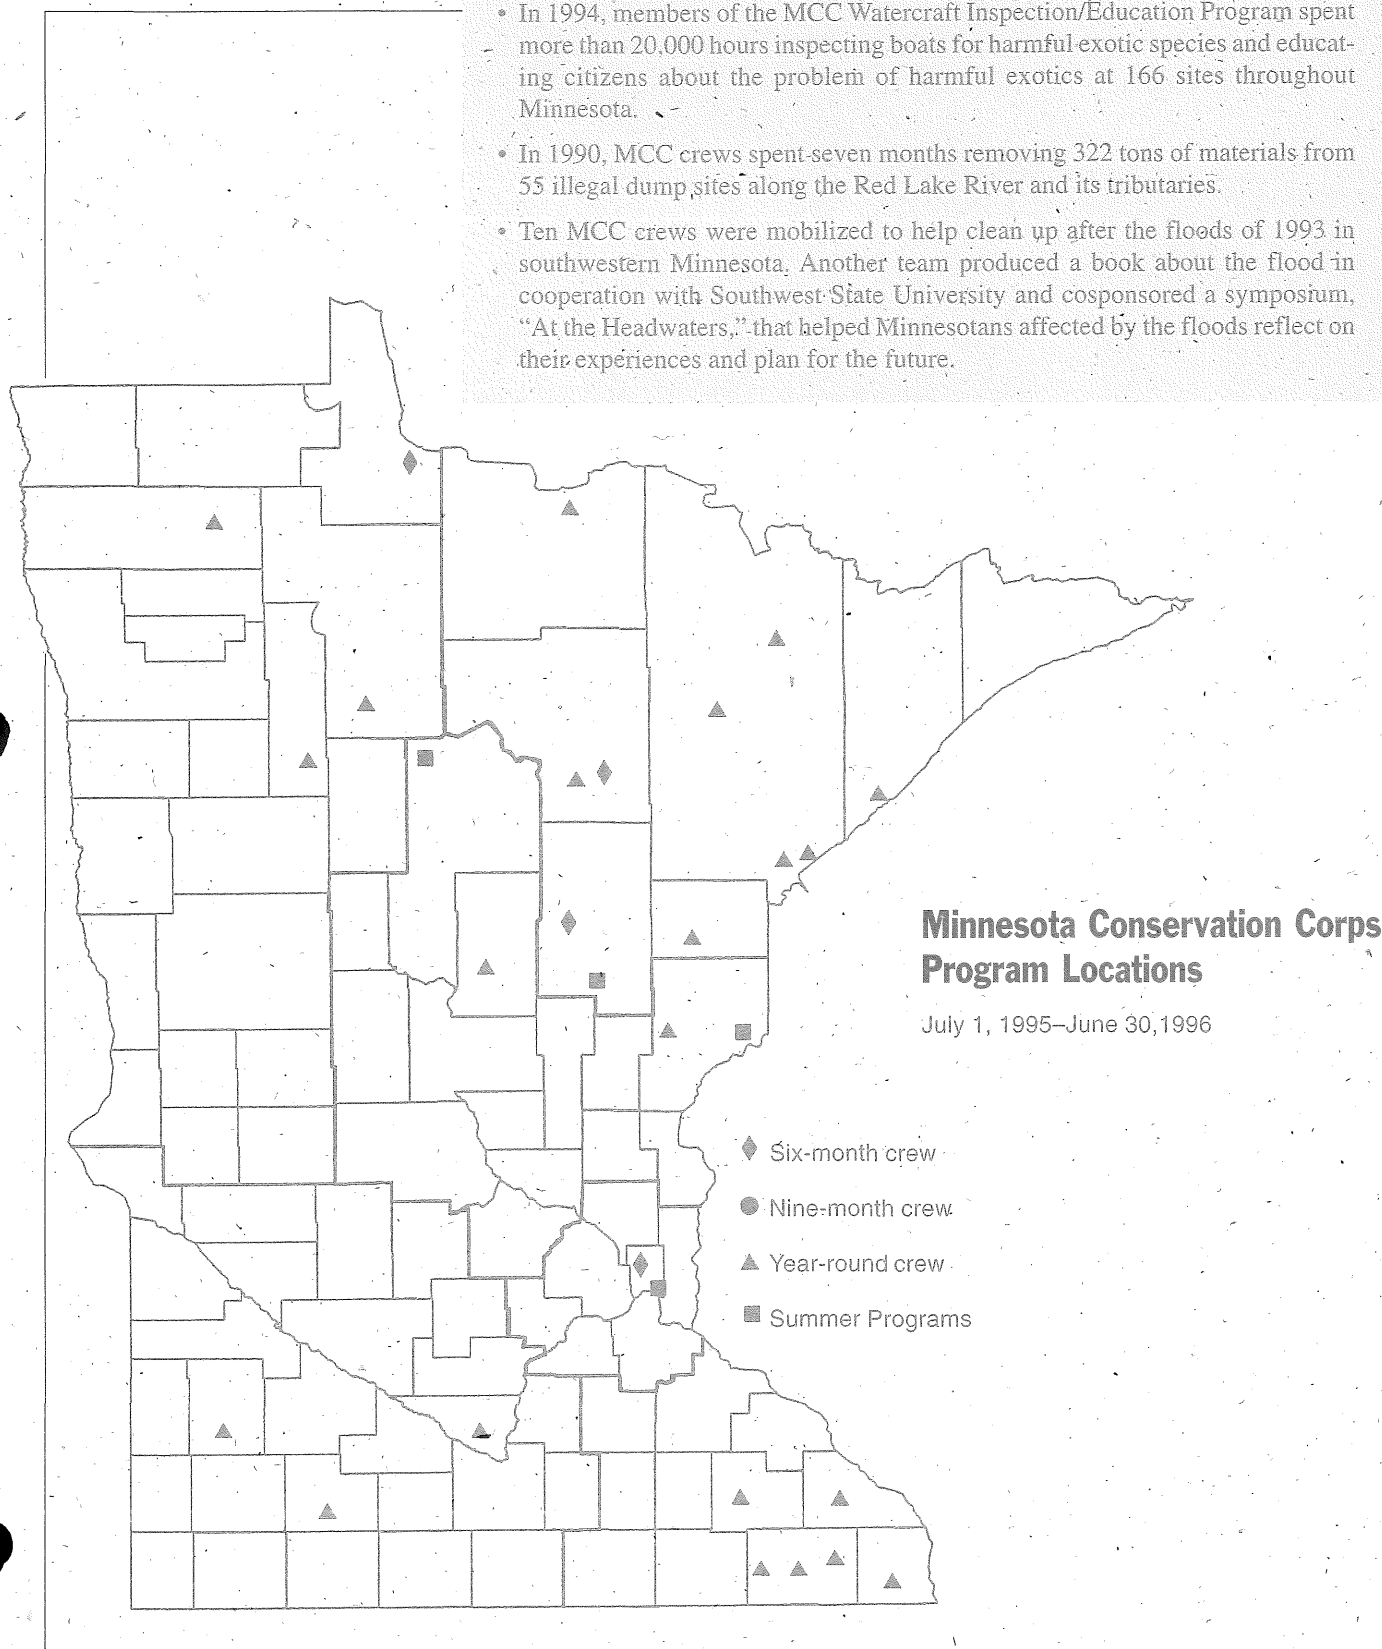 • In 1994, members of the MCC Watercraft Inspection/Education Program spent
more than 20,000 hours inspecting boats for harmful exotic species and educat-
ing citizens about the problem of harmful exotics at 166 sites throughout
Minnesota.
• In 1990, MCC crews spent seven months removing 322 tons of materials from
55 illegal dump sites along the Red Lake River and its tributaries.
• Ten MCC crews were mobilized to help clean up after the floods of 1993 in
southwestern Minnesota. Another team produced a book about the flood in
cooperation with Southwest State University and cosponsored a symposium,
“At the Headwaters,” that helped Minnesotans affected by the floods reflect on
their experiences and plan for the future.
Minnesota Conservation Corps
Program Locations
July 1, 1995–June 30,1996
Six-month crew
Nine-month crew
Year-round crew
Summer Programs